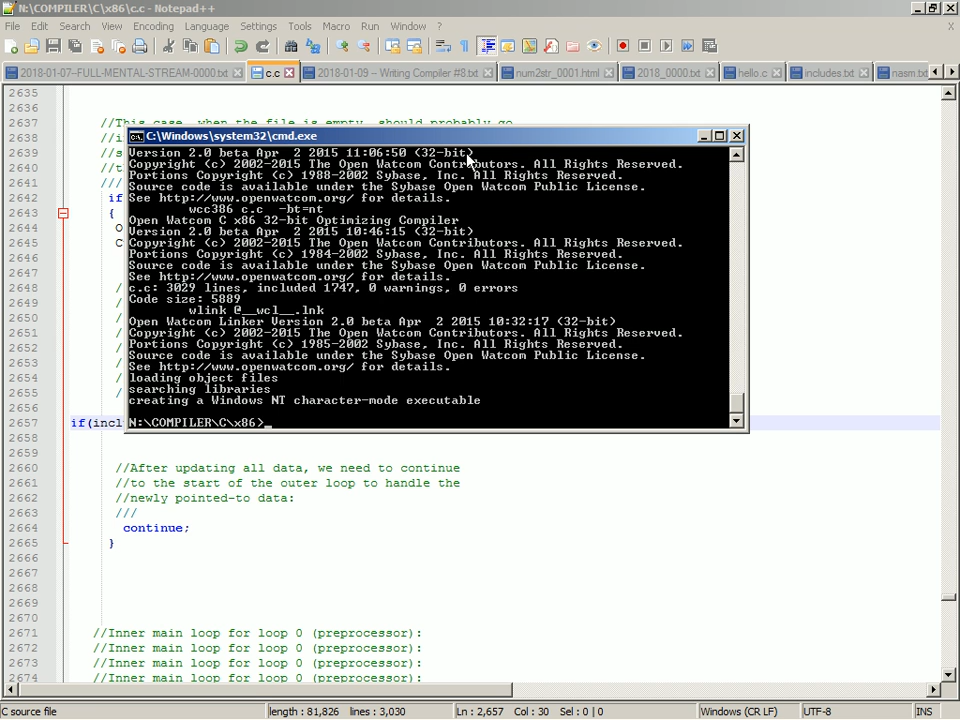 N:\COMPILER\C\x86\c.c - Notepad++
File Edit Search View Encoding Language Settings Tools Macro Run Window ?
2018-01-07-FULL-MENTAL-STREAM-0000.txt c.c 2018-01-09 -- Writing Compiler #8.txt num2str_0001.html 2018_0000.txt hello.c includes.txt nasm.tx
2635
2636
2637 //This case, when the file is empty, should probably go
2638 //i
2639 //s
2640 //t
2641 ///
2642 if
2643 {
2644 O
2645 C
2646
2647
2648 /
2649 /
2650 /
2651 /
2652 /
2653 /
2654 /
2655 /
2656
2657 if(incl
2658
2659
2660 //After updating all data, we need to continue
2661 //to the start of the outer loop to handle the
2662 //newly pointed-to data:
2663 ///
2664 continue;
2665 }
2666
2667
2668
2669
2670
2671 //Inner main loop for loop 0 (preprocessor):
2672 //Inner main loop for loop 0 (preprocessor):
2673 //Inner main loop for loop 0 (preprocessor):
2674 //Inner main loop for loop 0 (preprocessor):
C:\Windows\system32\cmd.exe
Version 2.0 beta Apr  2 2015 11:06:50 (32-bit)
Copyright (c) 2002-2015 The Open Watcom Contributors. All Rights Reserved.
Portions Copyright (c) 1988-2002 Sybase, Inc. All Rights Reserved.
Source code is available under the Sybase Open Watcom Public License.
See http://www.openwatcom.org/ for details.
wcc386 c.c  -bt=nt
Open Watcom C x86 32-bit Optimizing Compiler
Version 2.0 beta Apr  2 2015 10:46:15 (32-bit)
Copyright (c) 2002-2015 The Open Watcom Contributors. All Rights Reserved.
Portions Copyright (c) 1984-2002 Sybase, Inc. All Rights Reserved.
Source code is available under the Sybase Open Watcom Public License.
See http://www.openwatcom.org/ for details.
c.c: 3029 lines, included 1747, 0 warnings, 0 errors
Code size: 5889
wlink @__wcl__.lnk
Open Watcom Linker Version 2.0 beta Apr  2 2015 10:32:17 (32-bit)
Copyright (c) 2002-2015 The Open Watcom Contributors. All Rights Reserved.
Portions Copyright (c) 1985-2002 Sybase, Inc. All Rights Reserved.
Source code is available under the Sybase Open Watcom Public License.
See http://www.openwatcom.org/ for details.
loading object files
searching libraries
creating a Windows NT character-mode executable
N:\COMPILER\C\x86>_
C source file length : 81,826 lines : 3,030 Ln : 2,657 Col : 30 Sel : 0 | 0 Windows (CR LF) UTF-8 INS